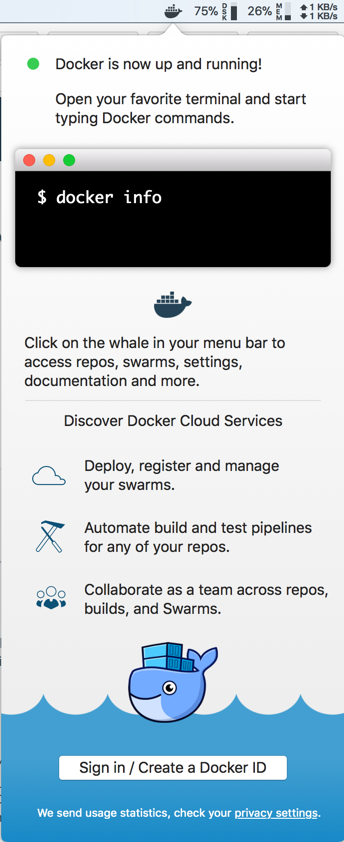 75% DSK 26% MEM 1 KB/s
1 KB/s
Docker is now up and running!
Open your favorite terminal and start
typing Docker commands.
$ docker info
Click on the whale in your menu bar to
access repos, swarms, settings,
documentation and more.
Discover Docker Cloud Services
Deploy, register and manage
your swarms.
Automate build and test pipelines
for any of your repos.
Collaborate as a team across repos,
builds, and Swarms.
Sign in / Create a Docker ID
We send usage statistics, check your privacy settings.